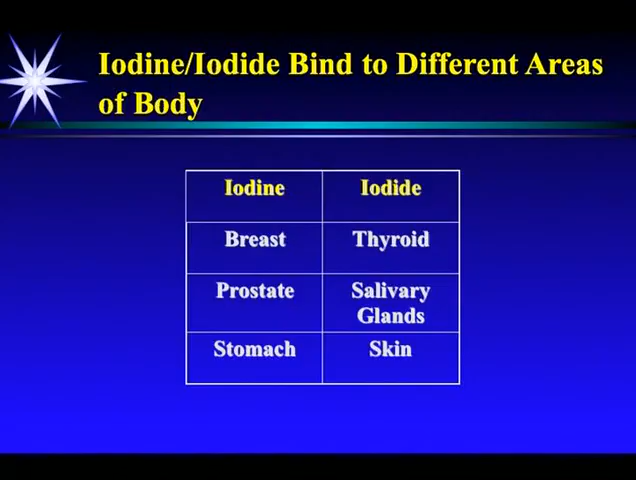 Iodine/Iodide Bind to Different Areas
of Body
Iodine Iodide
Breast Thyroid
Prostate Salivary
Glands
Stomach Skin